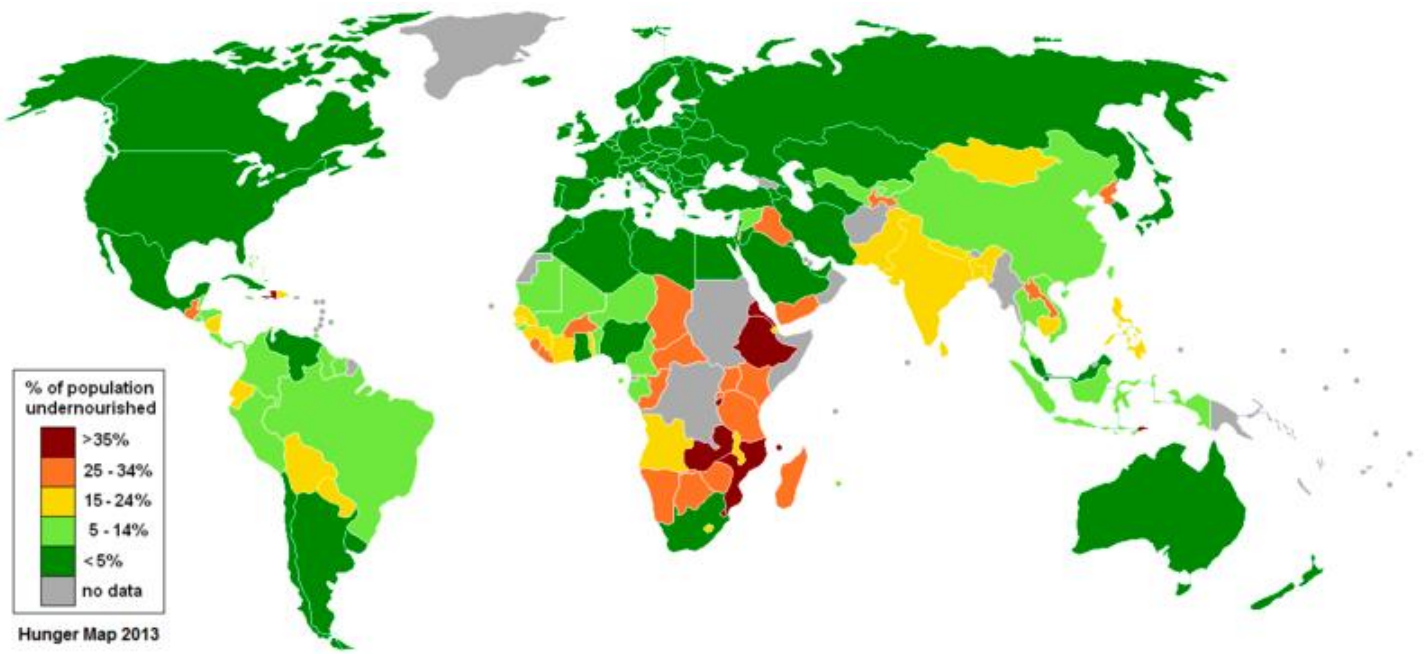 % of population
undernourished
>35%
25 - 34%
15 - 24%
5 - 14%
<5%
no data
Hunger Map 2013